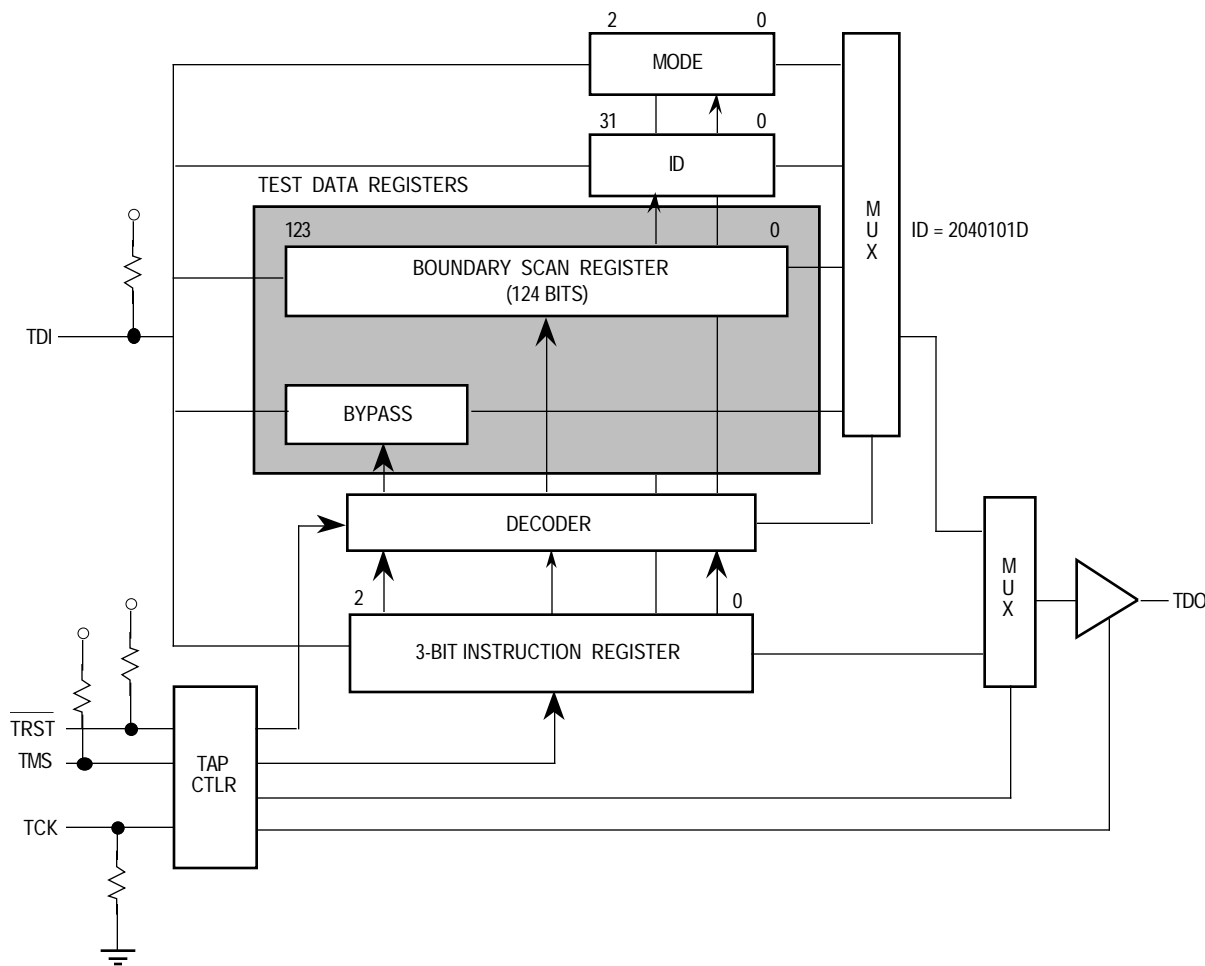 2 0
MODE
31 0
ID
TEST DATA REGISTERS
123 0
BOUNDARY SCAN REGISTER
(124 BITS)
M
U
X
ID = 2040101D
TDI
BYPASS
DECODER
2 0
3-BIT INSTRUCTION REGISTER
M
U
X
TDO
TRST
TMS
TAP
CTLR
TCK